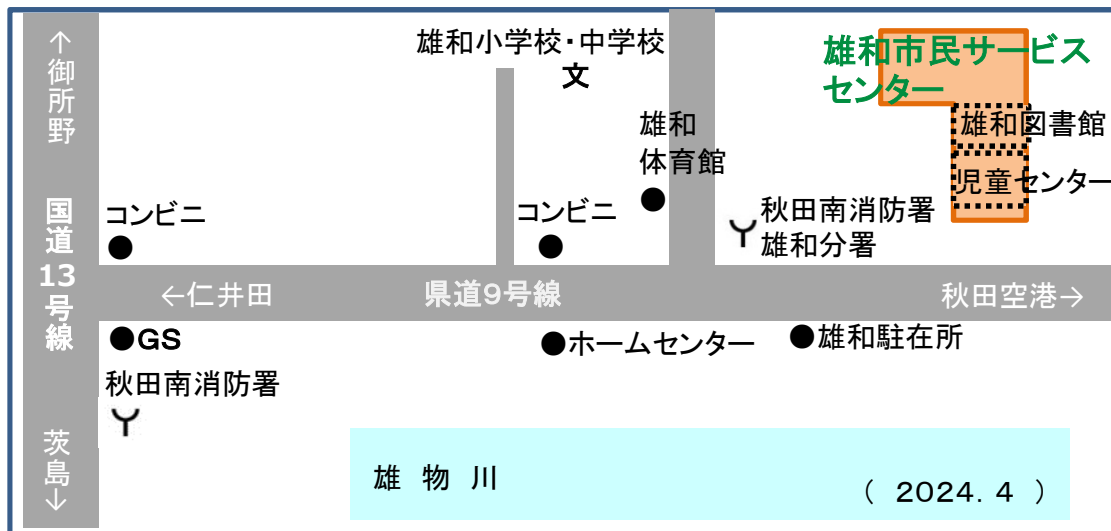 ↑御所野
国道13号線
茨島↓
雄和小学校・中学校
文
雄和市民サービス
センター
雄和図書館
児童センター
雄和
体育館
コンビニ
コンビニ
秋田南消防署
雄和分署
←仁井田
県道9号線
秋田空港→
GS
ホームセンター
雄和駐在所
秋田南消防署
雄物川
（ 2024．4 ）